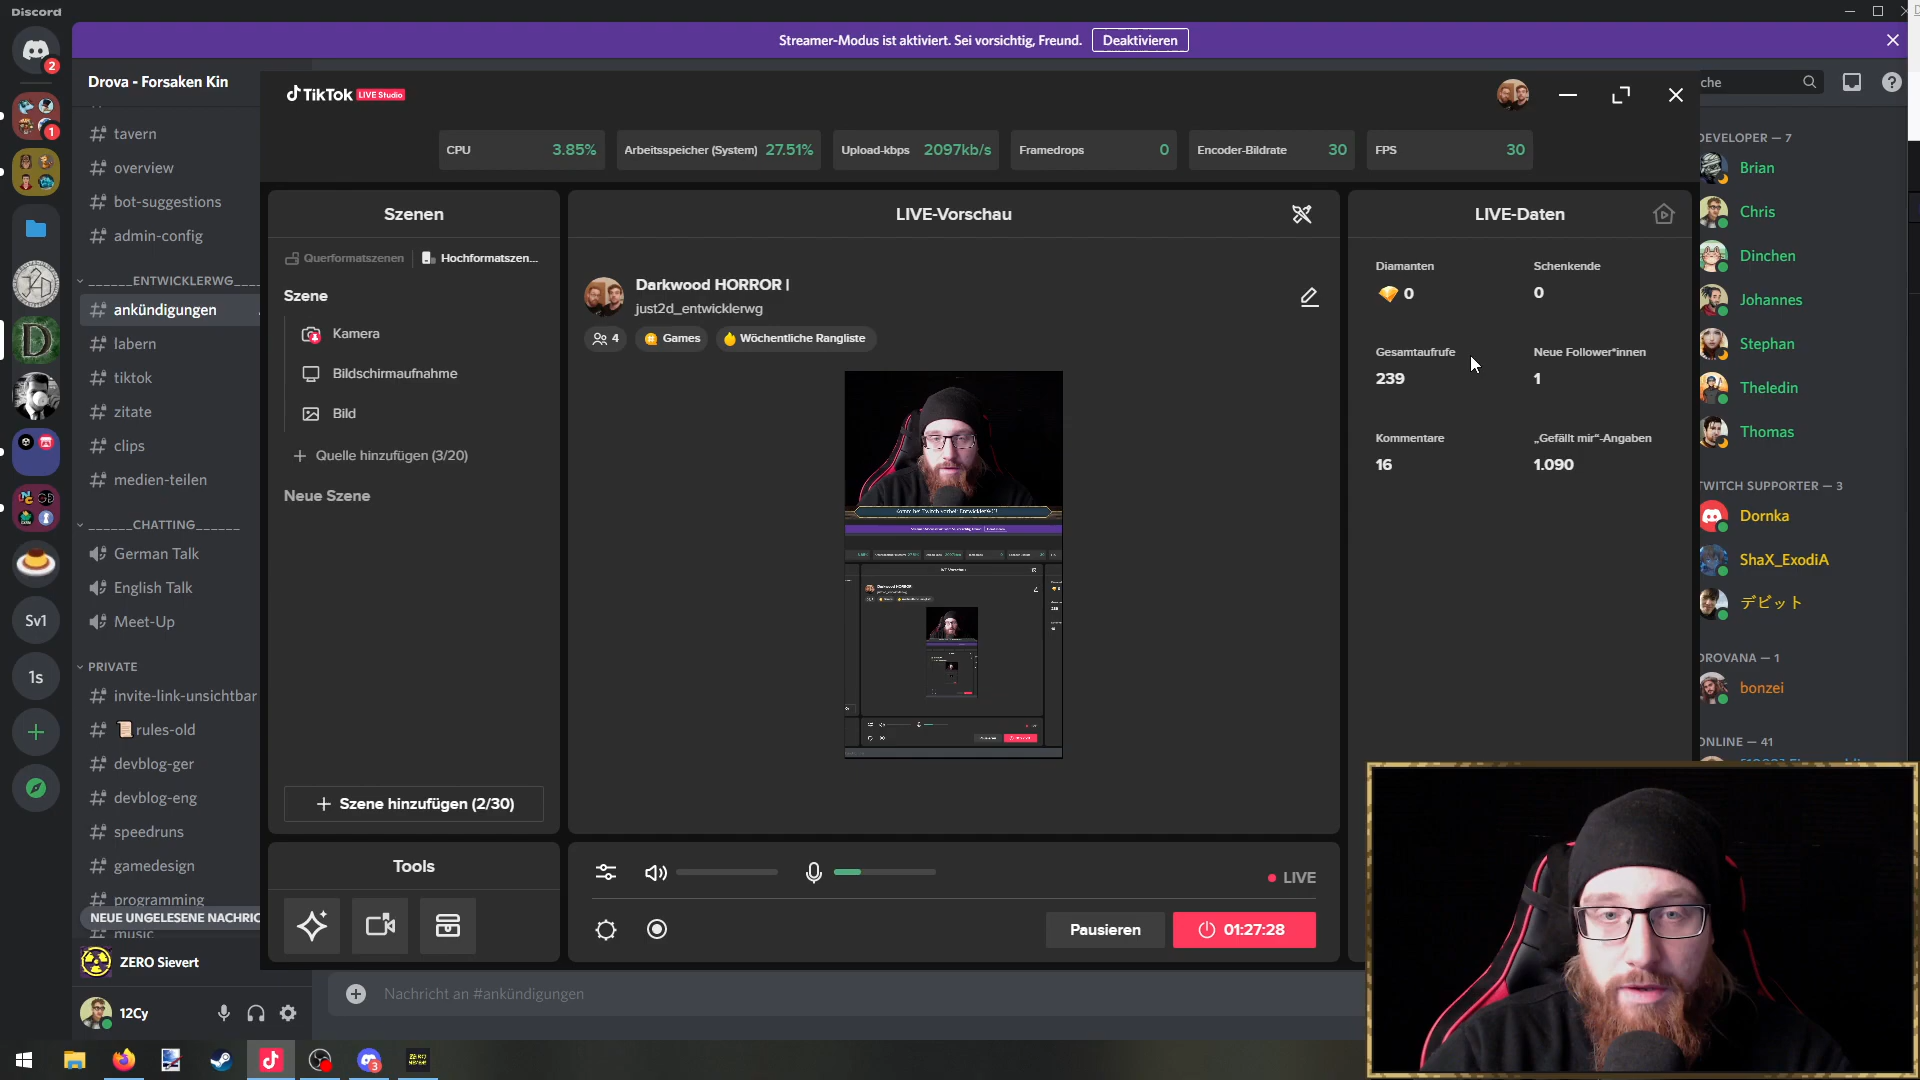 Discord
Streamer-Modus ist aktiviert. Sei vorsichtig, Freund.
Deaktivieren
2
Drova - Forsaken Kin
che
TikTok LIVE Studio
1
tavern
overview
bot-suggestions
admin-config
______ENTWICKLERWG____
ankündigungen
labern
tiktok
zitate
clips
medien-teilen
______CHATTING______
German Talk
English Talk
Meet-Up
PRIVATE
invite-link-unsichtbar
rules-old
devblog-ger
devblog-eng
speedruns
gamedesign
programming
NEUE UNGELESENE NACHRIC
music
ZERO Sievert
12Cy
Sv1
1s
CPU 3.85%
Arbeitsspeicher (System) 27.51%
Upload-kbps 2097kb/s
Framedrops 0
Encoder-Bildrate 30
FPS 30
Szenen
Querformatszenen
Hochformatszen...
Szene
Kamera
Bildschirmaufnahme
Bild
Quelle hinzufügen (3/20)
Neue Szene
Szene hinzufügen (2/30)
Tools
LIVE-Vorschau
Darkwood HORROR |
just2d_entwicklerwg
4
Games
Wöchentliche Rangliste
LIVE
Pausieren
01:27:28
LIVE-Daten
Diamanten
0
Schenkende
0
Gesamtaufrufe
239
Neue Follower*innen
1
Kommentare
16
„Gefällt mir“-Angaben
1.090
DEVELOPER — 7
Brian
Chris
Dinchen
Johannes
Stephan
Theledin
Thomas
TWITCH SUPPORTER — 3
Dornka
ShaX_ExodiA
デビット
DROVANA — 1
bonzei
ONLINE — 41
Nachricht an #ankündigungen
3